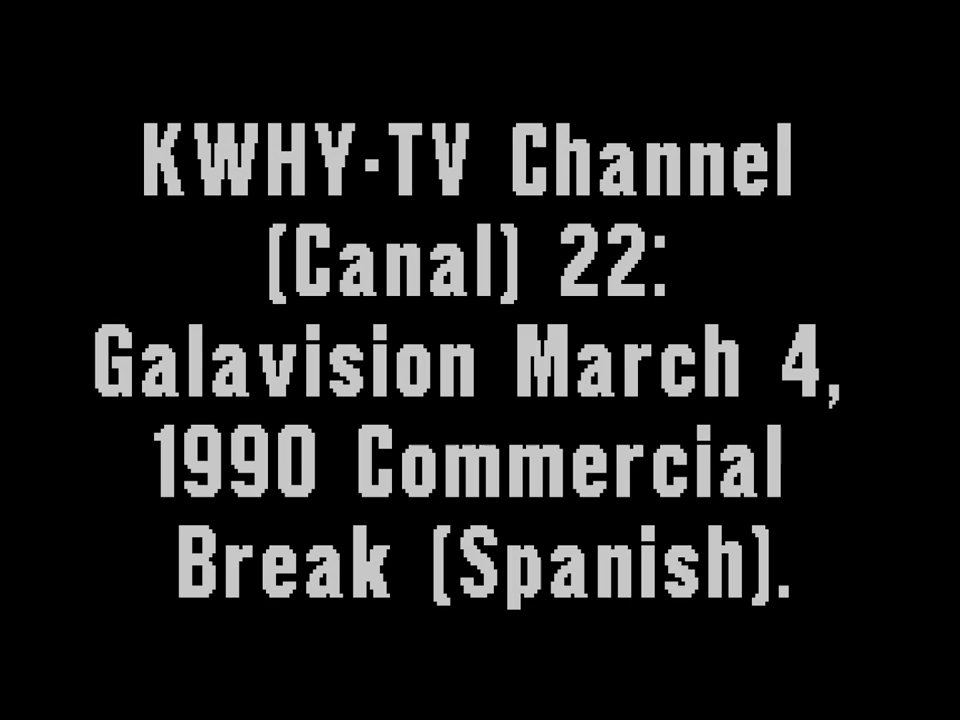 KWHY-TV Channel
(Canal) 22:
Galavision March 4,
1990 Commercial
Break (Spanish).